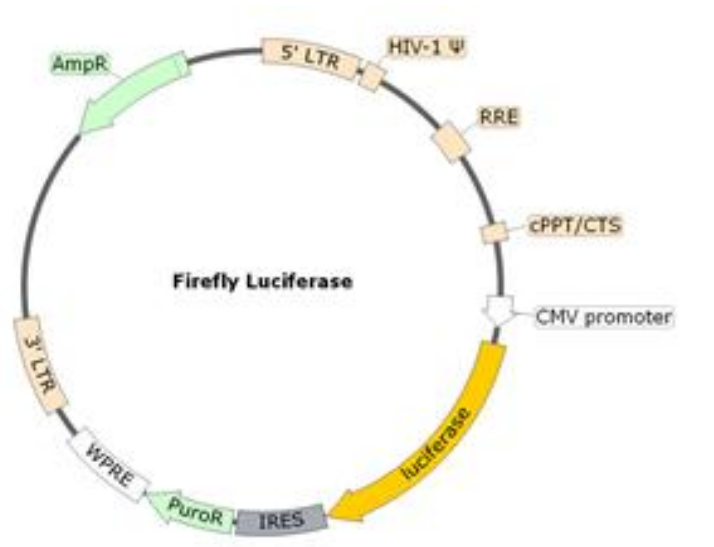 5' LTR
HIV-1 Ψ
RRE
cPPT/CTS
CMV promoter
luciferase
IRES
PuroR
WPRE
3' LTR
AmpR
Firefly Luciferase